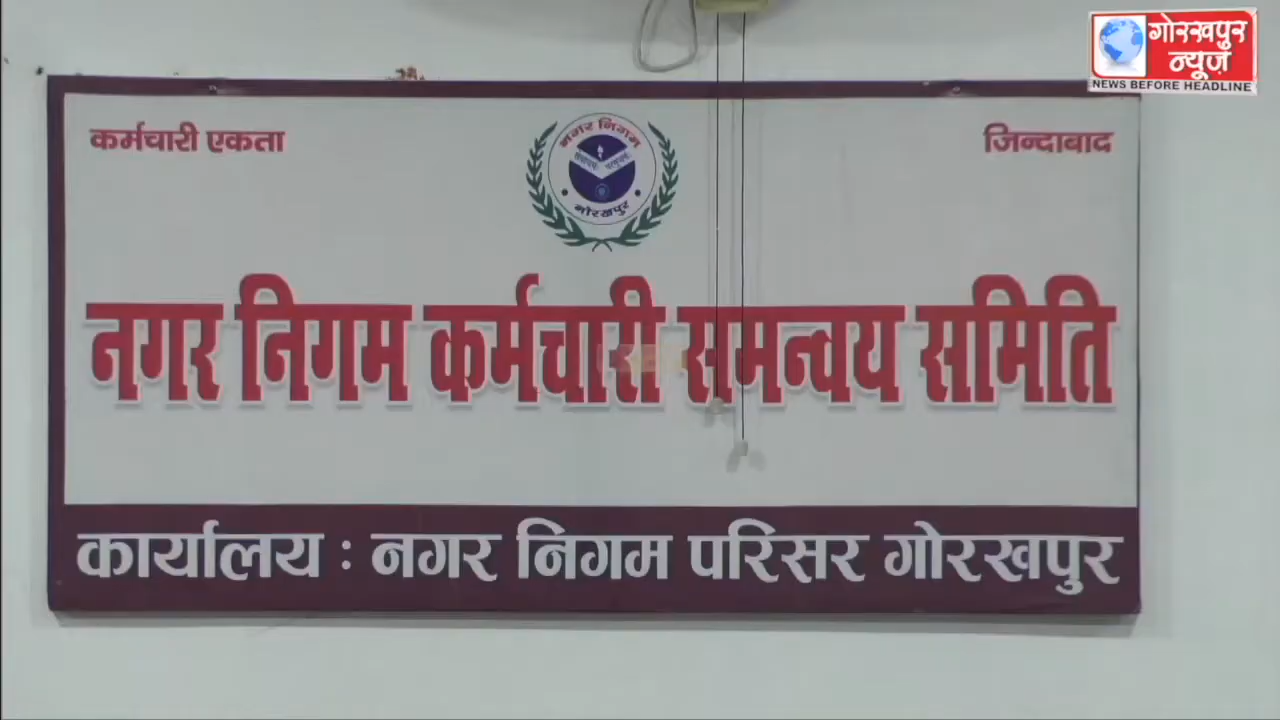 गोरखपुर
न्यूज़
NEWS BEFORE HEADLINE
कर्मचारी एकता
जिन्दाबाद
नगर निगम
गोरखपुर
नगर निगम कर्मचारी समन्वय समिति
कार्यालय : नगर निगम परिसर गोरखपुर